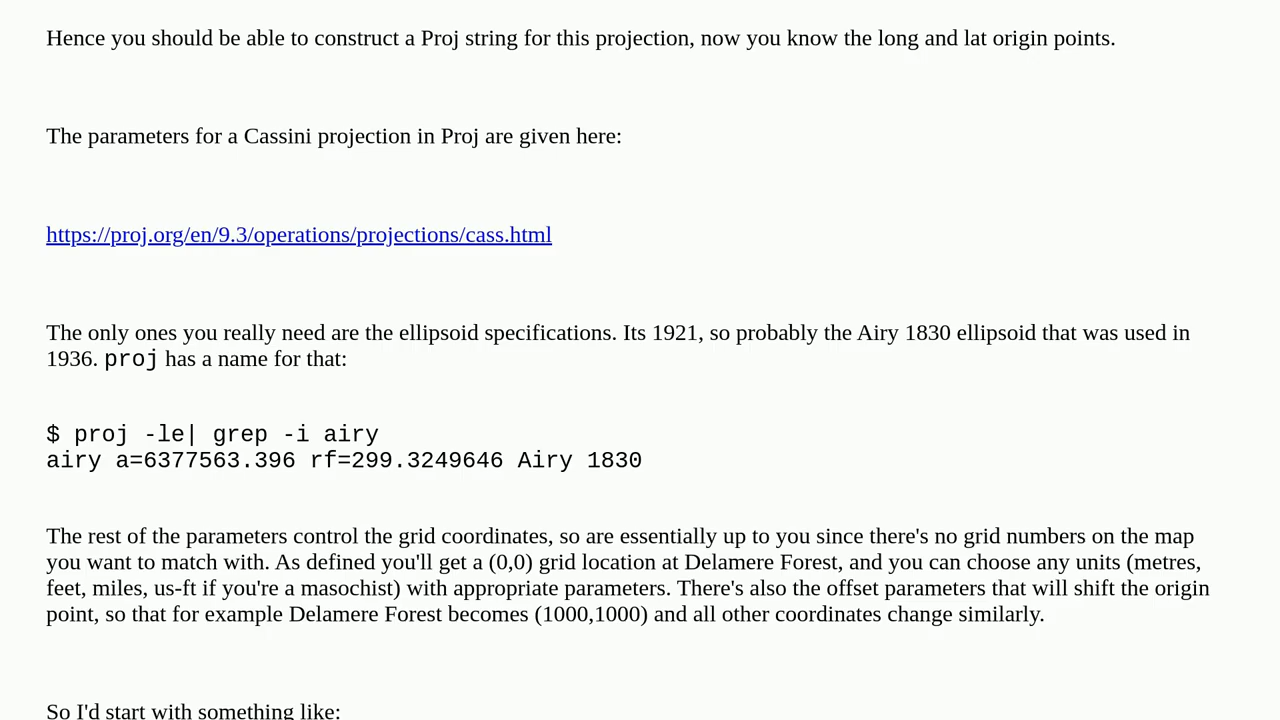 Hence you should be able to construct a Proj string for this projection, now you know the long and lat origin points.
The parameters for a Cassini projection in Proj are given here:
https://proj.org/en/9.3/operations/projections/cass.html
The only ones you really need are the ellipsoid specifications. Its 1921, so probably the Airy 1830 ellipsoid that was used in
1936. proj has a name for that:
$ proj -le| grep -i airy
airy a=6377563.396 rf=299.3249646 Airy 1830
The rest of the parameters control the grid coordinates, so are essentially up to you since there's no grid numbers on the map
you want to match with. As defined you'll get a (0,0) grid location at Delamere Forest, and you can choose any units (metres,
feet, miles, us-ft if you're a masochist) with appropriate parameters. There's also the offset parameters that will shift the origin
point, so that for example Delamere Forest becomes (1000,1000) and all other coordinates change similarly.
So I'd start with something like: